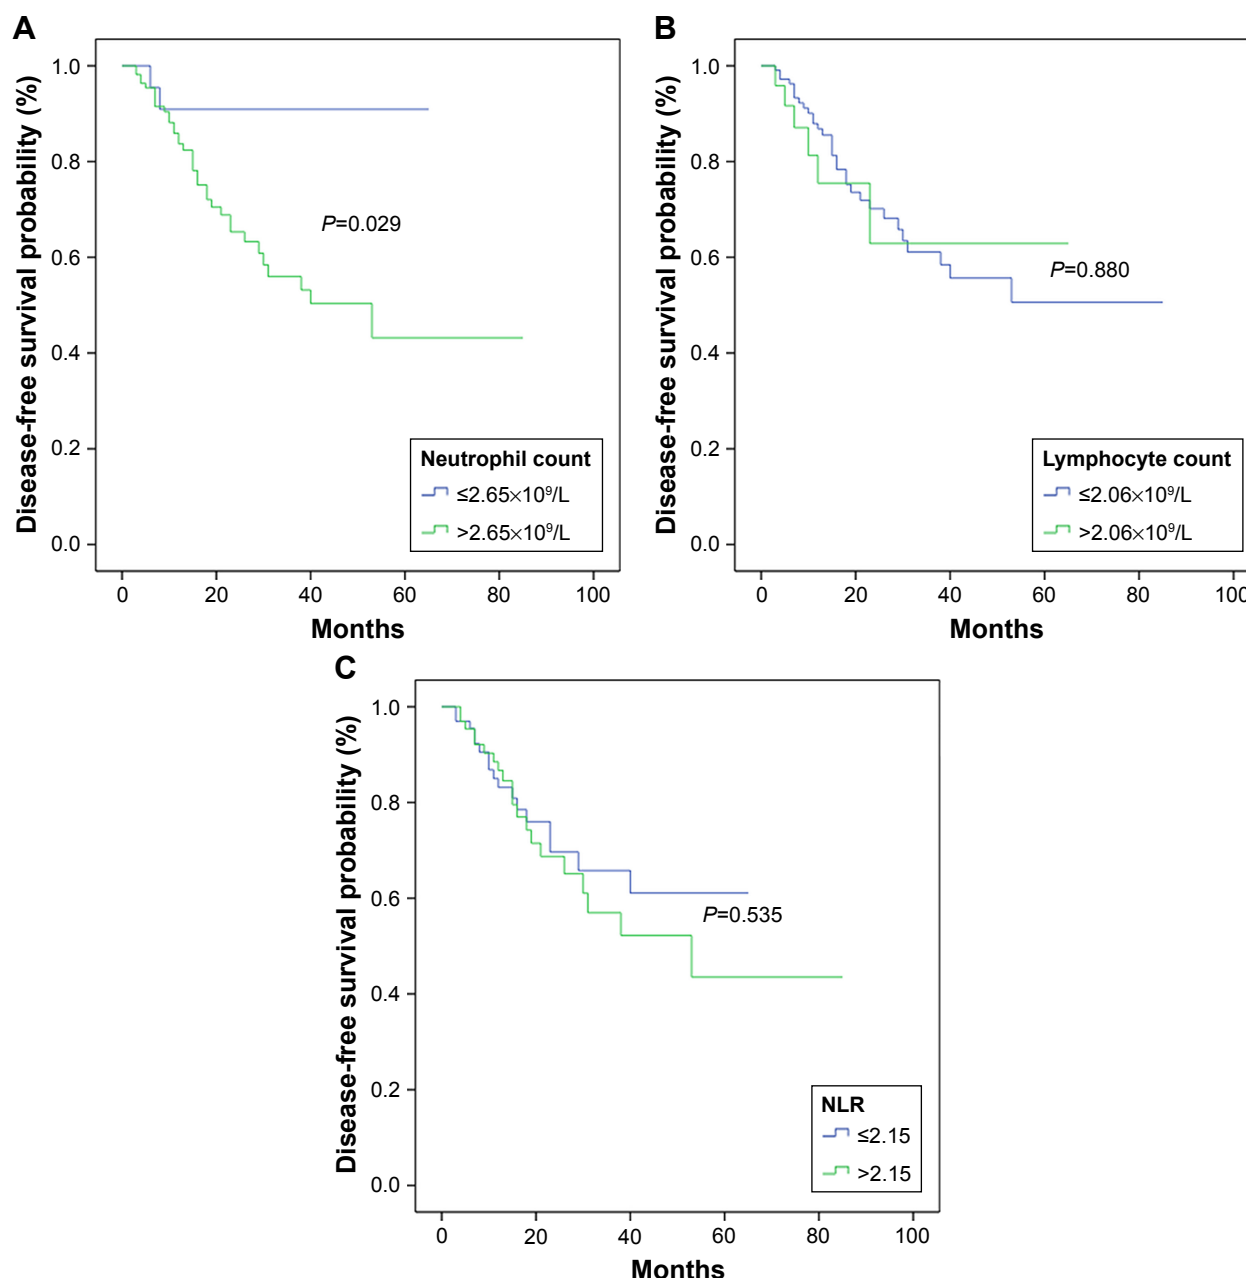 A
Disease-free survival probability (%)
1.0
0.8
0.6
0.4
0.2
0.0
P=0.029
Neutrophil count
≤2.65×10⁹/L
>2.65×10⁹/L
0 20 40 60 80 100
Months
B
Disease-free survival probability (%)
1.0
0.8
0.6
0.4
0.2
0.0
P=0.880
Lymphocyte count
≤2.06×10⁹/L
>2.06×10⁹/L
0 20 40 60 80 100
Months
C
Disease-free survival probability (%)
1.0
0.8
0.6
0.4
0.2
0.0
P=0.535
NLR
≤2.15
>2.15
0 20 40 60 80 100
Months